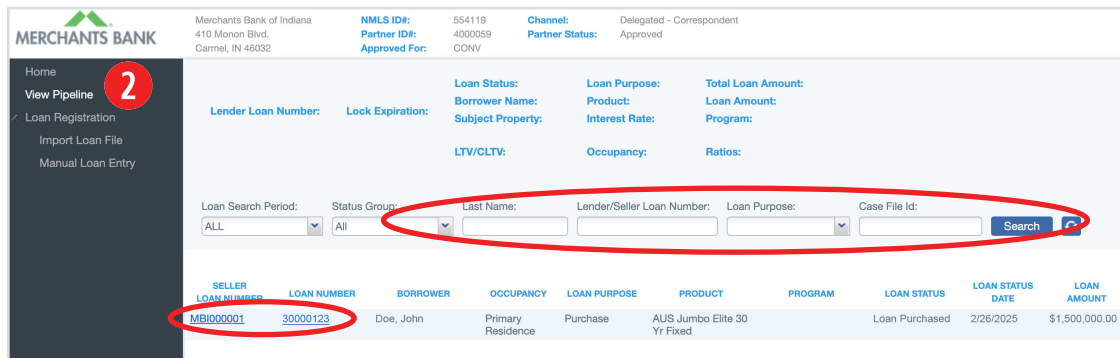 MERCHANTS BANK
Merchants Bank of Indiana
410 Monon Blvd.
Carmel, IN 46032
NMLS ID#: 554119
Partner ID#: 4000059
Approved For: CONV
Channel: Delegated - Correspondent
Partner Status: Approved
Home
View Pipeline
2
Loan Registration
Import Loan File
Manual Loan Entry
Lender Loan Number: Lock Expiration:
Loan Status: Loan Purpose: Total Loan Amount:
Borrower Name: Product: Loan Amount:
Subject Property: Interest Rate: Program:
LTV/CLTV: Occupancy: Ratios:
Loan Search Period: Status Group: Last Name: Lender/Seller Loan Number: Loan Purpose: Case File Id:
ALL All Search
SELLER LOAN NUMBER LOAN NUMBER BORROWER OCCUPANCY LOAN PURPOSE PRODUCT PROGRAM LOAN STATUS LOAN STATUS DATE LOAN AMOUNT
MBI000001 30000123 Doe, John Primary Residence Purchase AUS Jumbo Elite 30 Yr Fixed Loan Purchased 2/26/2025 $1,500,000.00